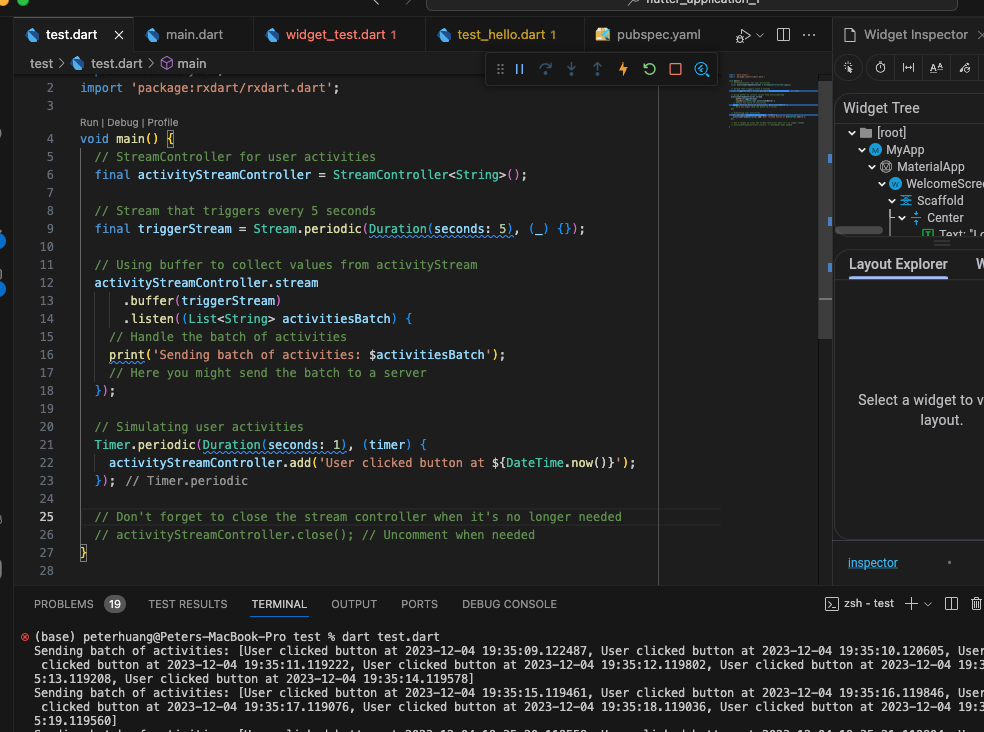 flutter_application_1
test.dart
main.dart
widget_test.dart 1
test_hello.dart 1
pubspec.yaml
Widget Inspector
test > test.dart > main
2 import 'package:rxdart/rxdart.dart';
3
Run | Debug | Profile
4 void main() {
5 // StreamController for user activities
6 final activityStreamController = StreamController<String>();
7
8 // Stream that triggers every 5 seconds
9 final triggerStream = Stream.periodic(Duration(seconds: 5), (_) {});
10
11 // Using buffer to collect values from activityStream
12 activityStreamController.stream
13 .buffer(triggerStream)
14 .listen((List<String> activitiesBatch) {
15 // Handle the batch of activities
16 print('Sending batch of activities: $activitiesBatch');
17 // Here you might send the batch to a server
18 });
19
20 // Simulating user activities
21 Timer.periodic(Duration(seconds: 1), (timer) {
22 activityStreamController.add('User clicked button at ${DateTime.now()}');
23 }); // Timer.periodic
24
25 // Don't forget to close the stream controller when it's no longer needed
26 // activityStreamController.close(); // Uncomment when needed
27 }
28
Widget Tree
[root]
MyApp
MaterialApp
WelcomeScree
Scaffold
Center
Text: "Lo
Layout Explorer
W
Select a widget to v
layout.
inspector
PROBLEMS 19
TEST RESULTS
TERMINAL
OUTPUT
PORTS
DEBUG CONSOLE
zsh - test
(base) peterhuang@Peters-MacBook-Pro test % dart test.dart
Sending batch of activities: [User clicked button at 2023-12-04 19:35:09.122487, User clicked button at 2023-12-04 19:35:10.120605, User
clicked button at 2023-12-04 19:35:11.119222, User clicked button at 2023-12-04 19:35:12.119802, User clicked button at 2023-12-04 19:3
5:13.119208, User clicked button at 2023-12-04 19:35:14.119578]
Sending batch of activities: [User clicked button at 2023-12-04 19:35:15.119461, User clicked button at 2023-12-04 19:35:16.119846, User
clicked button at 2023-12-04 19:35:17.119076, User clicked button at 2023-12-04 19:35:18.119036, User clicked button at 2023-12-04 19:3
5:19.119560]